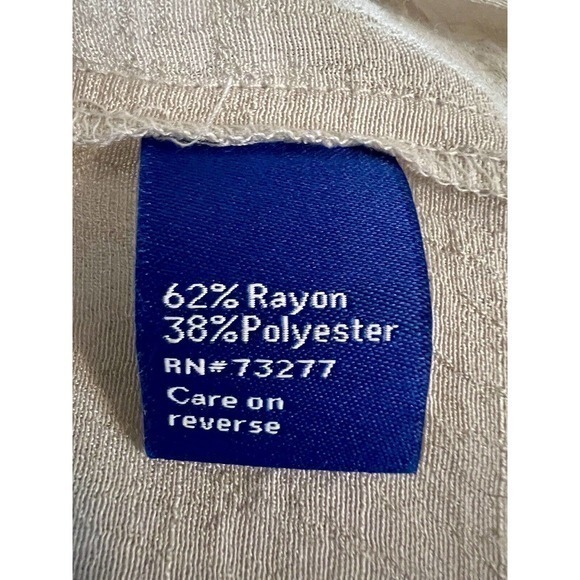 62% Rayon
38%Polyester
RN#73277
Care on
reverse